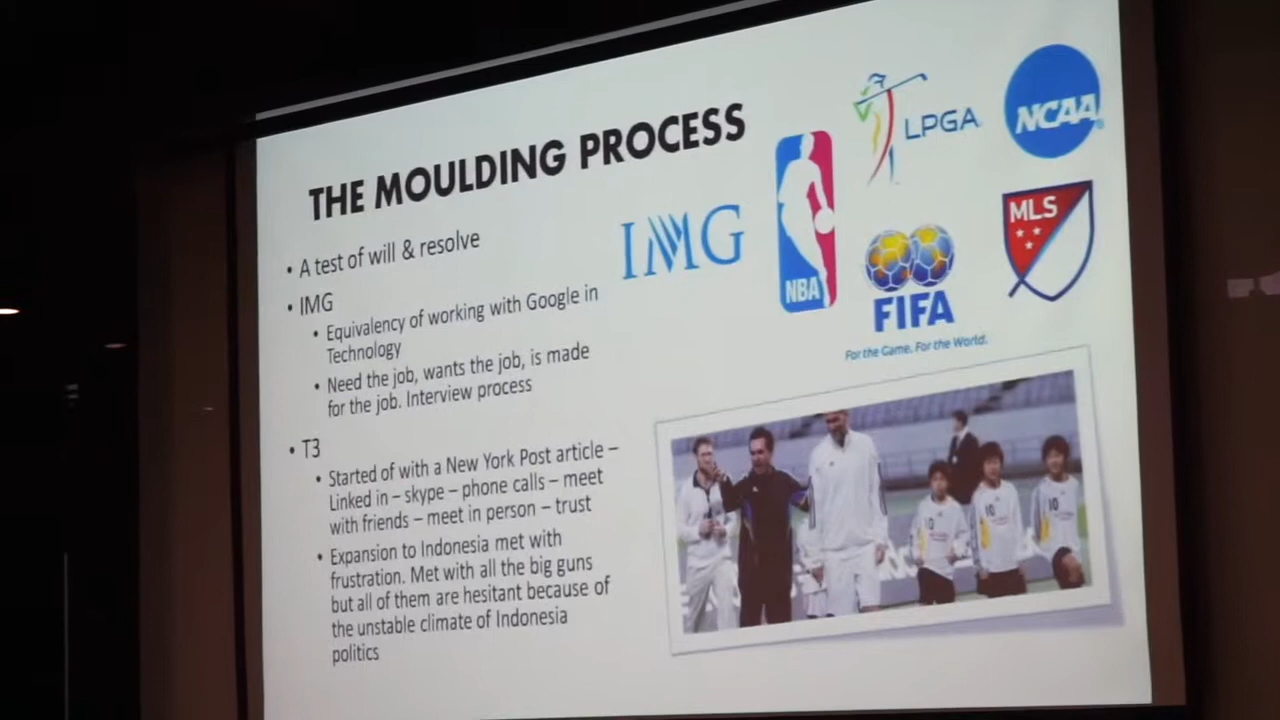 THE MOULDING PROCESS
• A test of will & resolve
• IMG
• Equivalency of working with Google in
Technology
• Need the job, wants the job, is made
for the job. Interview process
• T3
• Started of with a New York Post article –
Linked in – skype – phone calls – meet
with friends – meet in person – trust
• Expansion to Indonesia met with
frustration. Met with all the big guns
but all of them are hesitant because of
the unstable climate of Indonesia
politics
IMG
NBA
LPGA
NCAA
FIFA
For the Game. For the World.
MLS
10
10
10